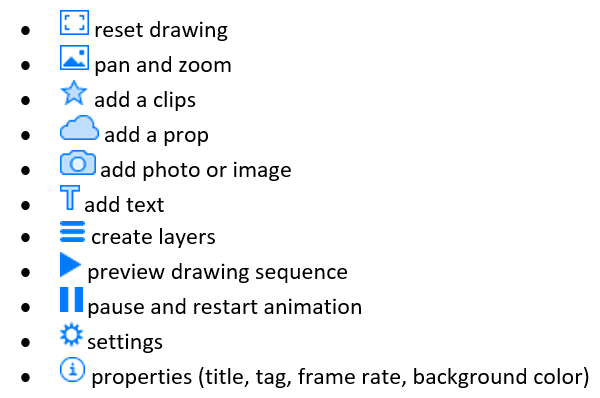 • reset drawing
• pan and zoom
• add a clips
• add a prop
• add photo or image
• T add text
• create layers
• preview drawing sequence
• pause and restart animation
• settings
• i properties (title, tag, frame rate, background color)